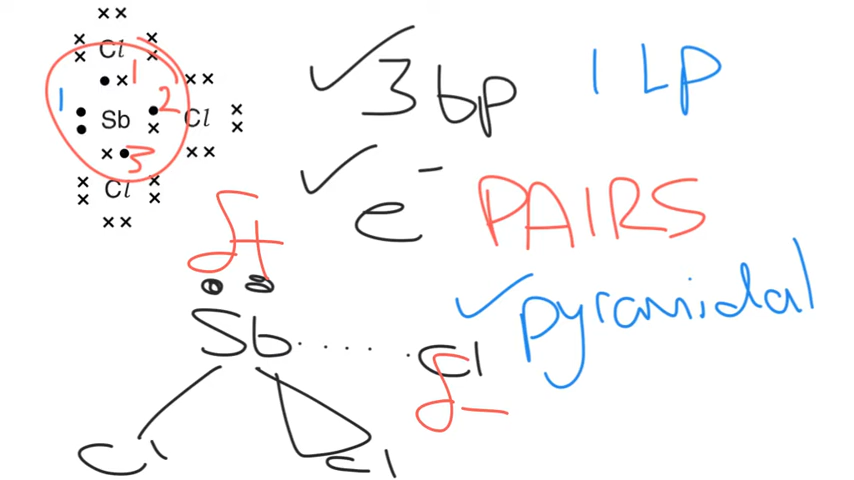 Cl
1
1 Sb 2 Cl
3
Cl
✓ 3 bp 1 LP
✓ e⁻ PAIRS
δ+
✓ pyramidal
Sb Cl
δ−
Cl Cl